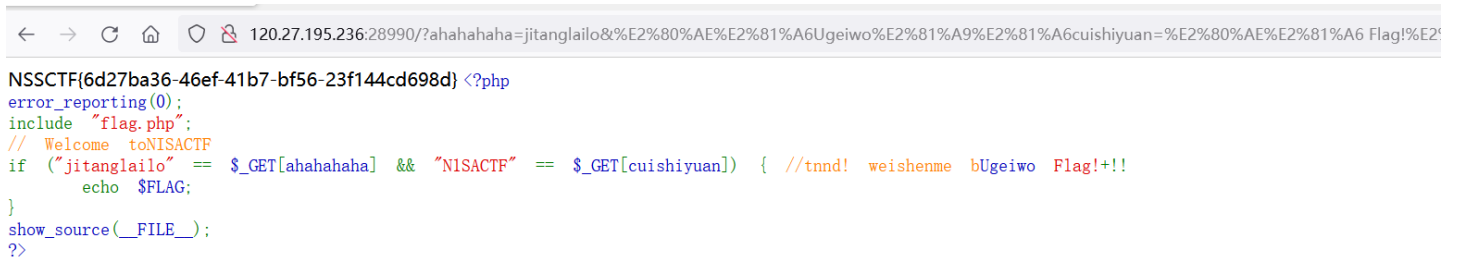 120.27.195.236:28990/?ahahahaha=jitanglailo&%E2%80%AE%E2%81%A6Ugeiwo%E2%81%A9%E2%81%A6cuishiyuan=%E2%80%AE%E2%81%A6 Flag!%E2%
NSSCTF{6d27ba36-46ef-41b7-bf56-23f144cd698d} <?php
error_reporting(0);
include "flag.php";
// Welcome toNISACTF
if ("jitanglailo" == $_GET[ahahahaha] && "N1SACTF" == $_GET[cuishiyuan]) { //tnnd! weishenme bUgeiwo Flag!+!!
echo $FLAG;
}
show_source(__FILE__);
?>